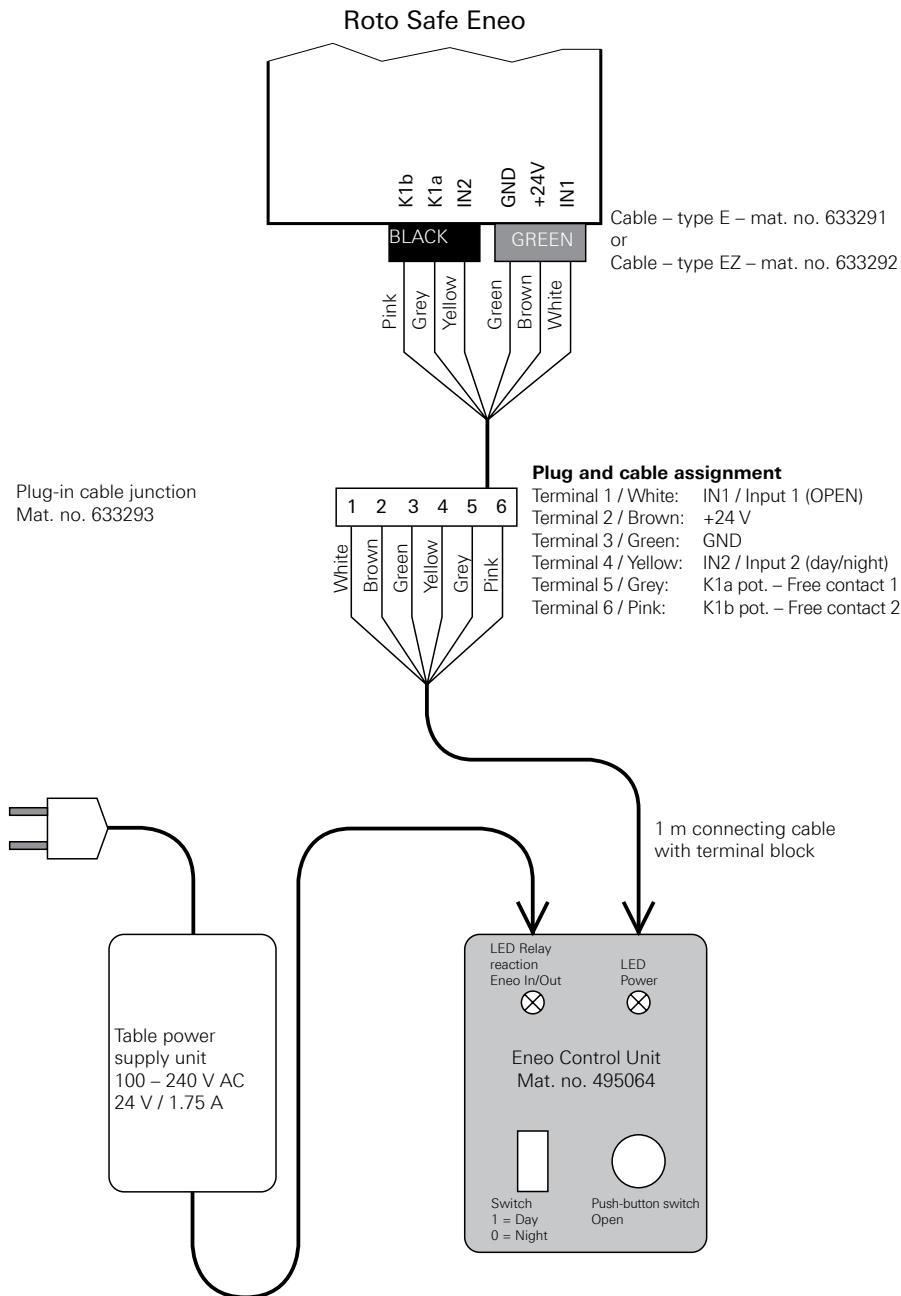 Roto Safe Eneo
K1b
K1a
IN2
GND
+24V
IN1
BLACK
GREEN
Cable – type E – mat. no. 633291
or
Cable – type EZ – mat. no. 633292
Pink
Grey
Yellow
Green
Brown
White
Plug-in cable junction
Mat. no. 633293
1 2 3 4 5 6
White
Brown
Green
Yellow
Grey
Pink
Plug and cable assignment
Terminal 1 / White: IN1 / Input 1 (OPEN)
Terminal 2 / Brown: +24 V
Terminal 3 / Green: GND
Terminal 4 / Yellow: IN2 / Input 2 (day/night)
Terminal 5 / Grey: K1a pot. – Free contact 1
Terminal 6 / Pink: K1b pot. – Free contact 2
1 m connecting cable
with terminal block
Table power
supply unit
100 – 240 V AC
24 V / 1.75 A
LED Relay
reaction
Eneo In/Out
LED
Power
Eneo Control Unit
Mat. no. 495064
Switch
1 = Day
0 = Night
Push-button switch
Open